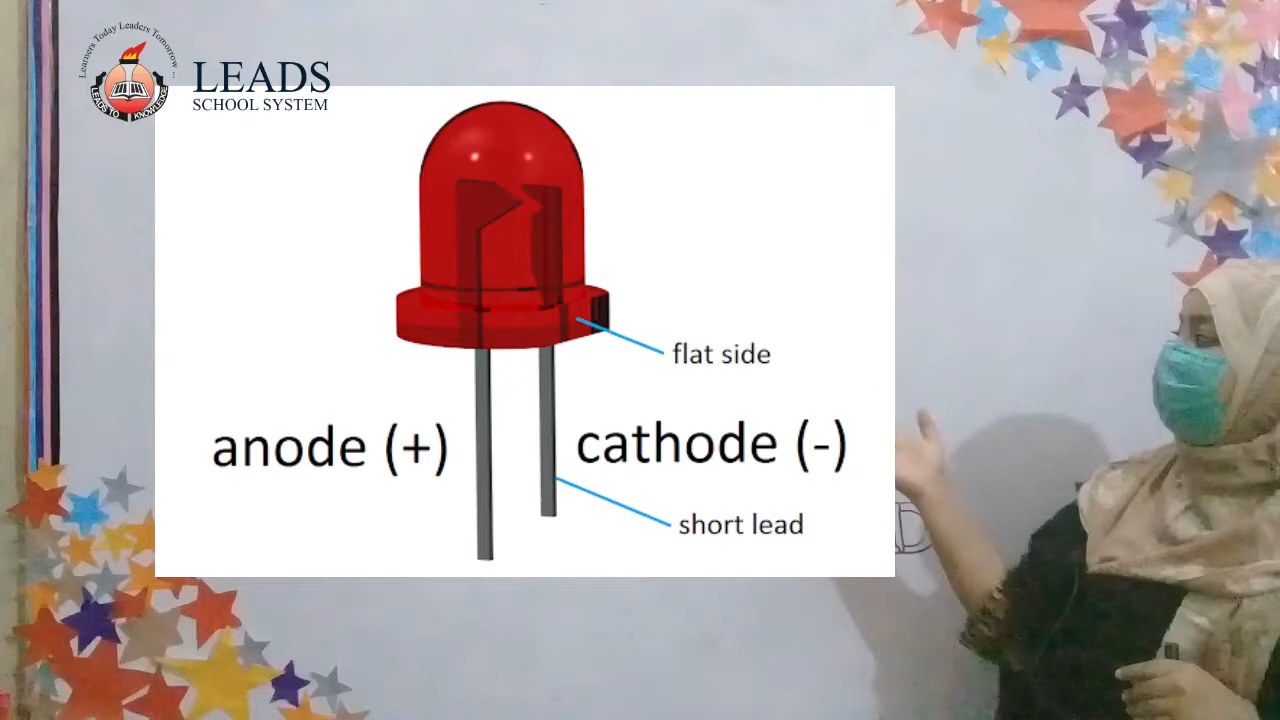 Learners Today Leaders Tomorrow ...
LEADS TO KNOWLEDGE
LEADS
SCHOOL SYSTEM
flat side
anode (+)
cathode (-)
short lead